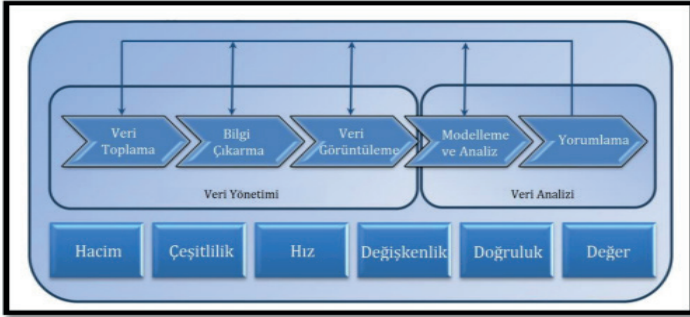 Veri
Toplama
Bilgi
Çıkarma
Veri
Görüntüleme
Modelleme
ve Analiz
Yorumlama
Veri Yönetimi
Veri Analizi
Hacim
Çeşitlilik
Hız
Değişkenlik
Doğruluk
Değer